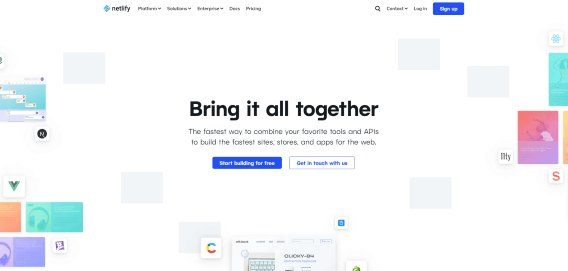 netlify
Platform Solutions Enterprise Docs Pricing
Contact Log in Sign up
Bring it all together
The fastest way to combine your favorite tools and APIs
to build the fastest sites, stores, and apps for the web.
Start building for free Get in touch with us
N
11ty
S
CLICKY-84